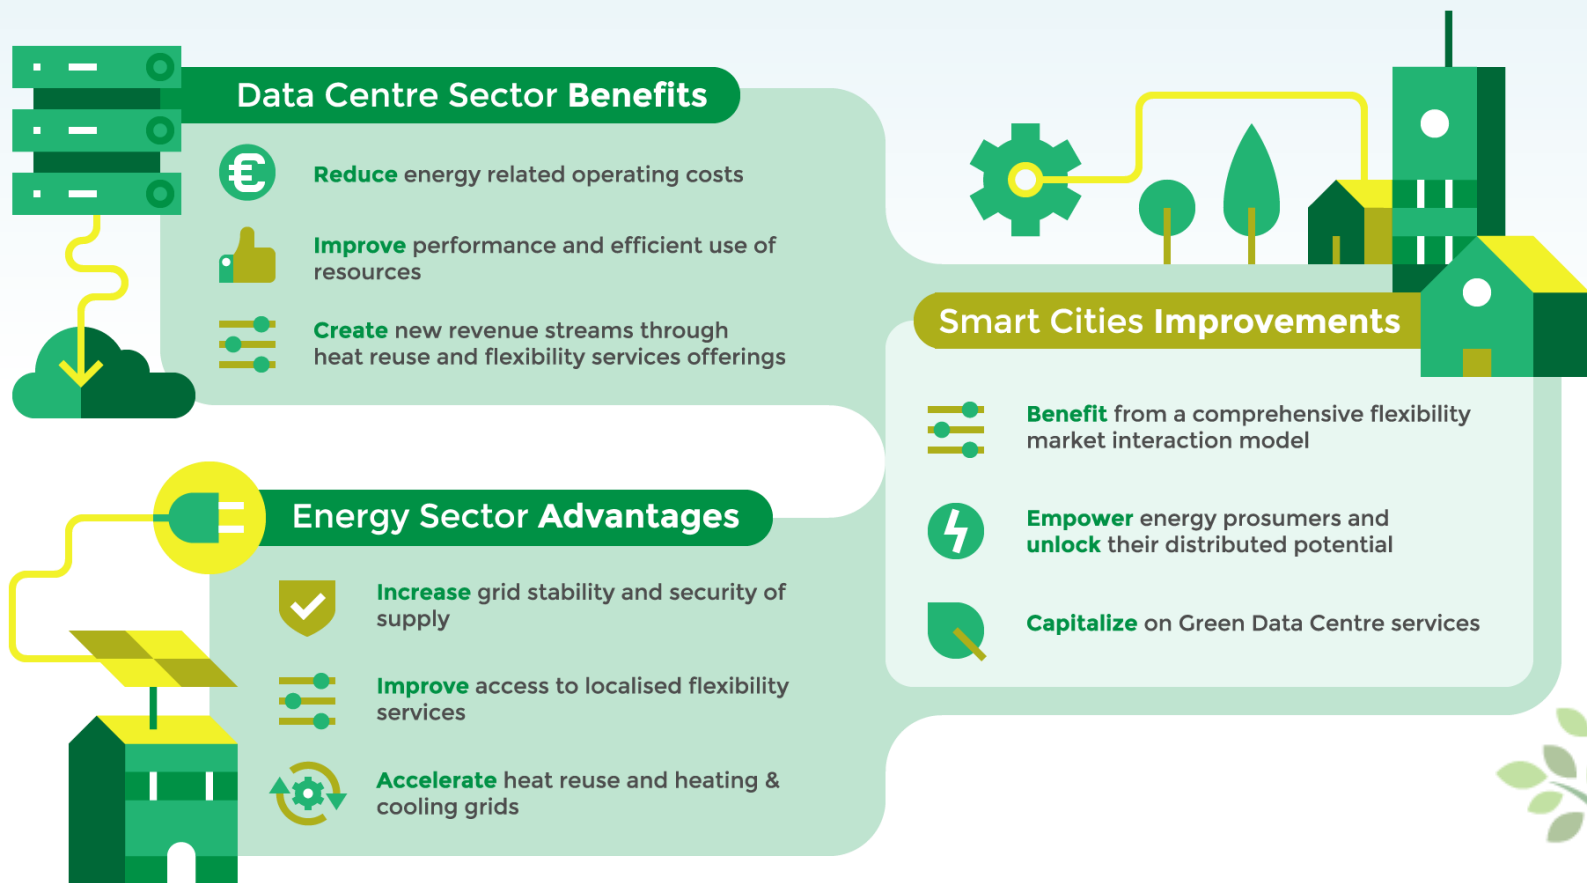 Data Centre Sector Benefits
Reduce energy related operating costs
Improve performance and efficient use of
resources
Create new revenue streams through
heat reuse and flexibility services offerings
Smart Cities Improvements
Benefit from a comprehensive flexibility
market interaction model
Empower energy prosumers and
unlock their distributed potential
Capitalize on Green Data Centre services
Energy Sector Advantages
Increase grid stability and security of
supply
Improve access to localised flexibility
services
Accelerate heat reuse and heating &
cooling grids